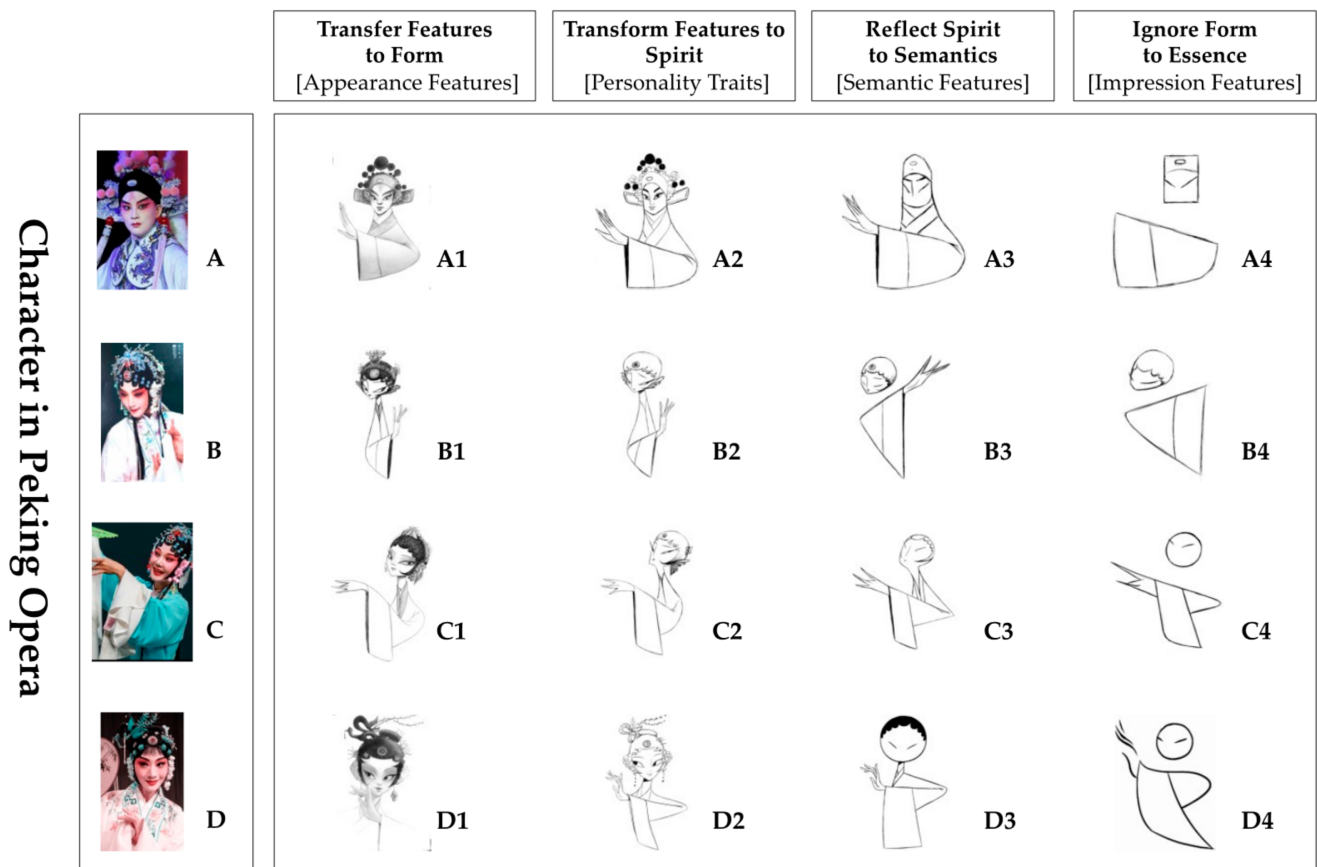 Transfer Features
to Form
[Appearance Features]
Transform Features to
Spirit
[Personality Traits]
Reflect Spirit
to Semantics
[Semantic Features]
Ignore Form
to Essence
[Impression Features]
Character in Peking Opera
A
A1
A2
A3
A4
B
B1
B2
B3
B4
C
C1
C2
C3
C4
D
D1
D2
D3
D4